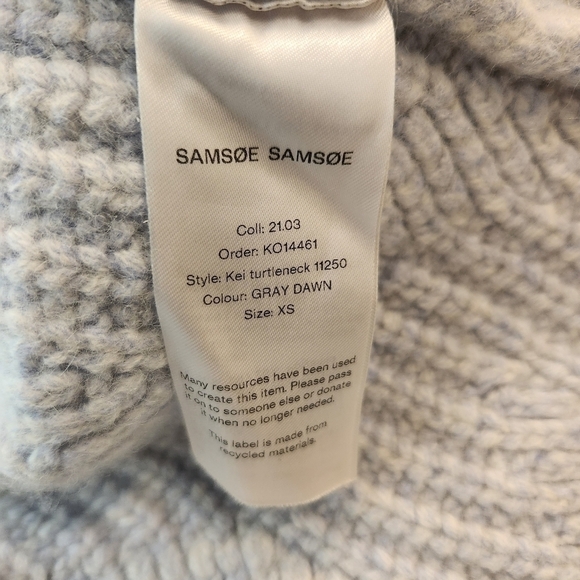 SAMSØE SAMSØE
Coll: 21.03
Order: KO14461
Style: Kei turtleneck 11250
Colour: GRAY DAWN
Size: XS
Many resources have been used
to create this item. Please pass
it on to someone else or donate
it when no longer needed.
This label is made from
recycled materials.